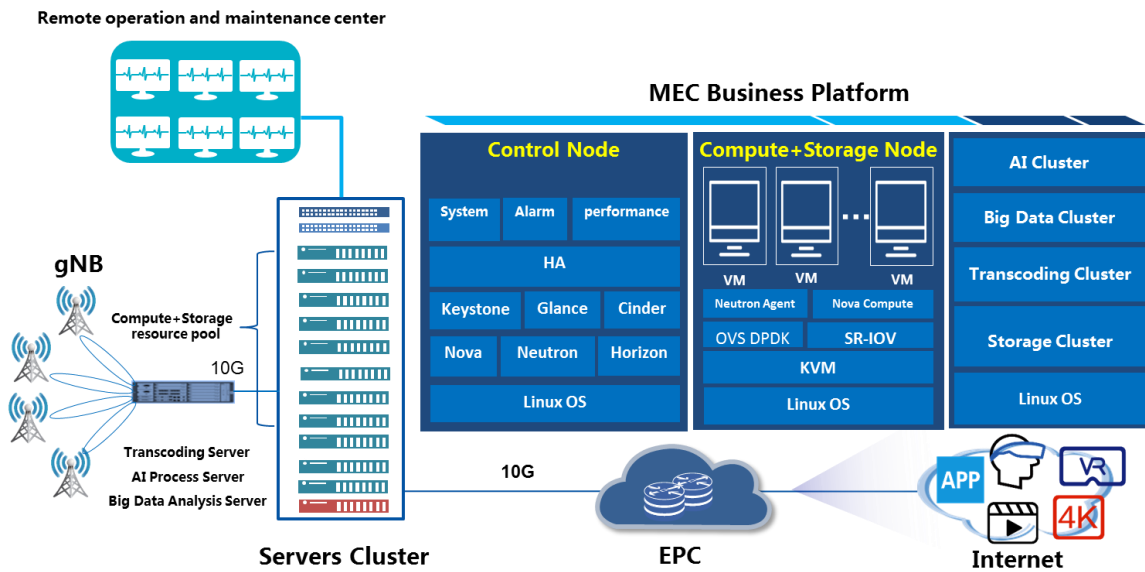 Remote operation and maintenance center
MEC Business Platform
Control Node
System
Alarm
performance
HA
Keystone
Glance
Cinder
Nova
Neutron
Horizon
Linux OS
Compute+Storage Node
VM
VM
VM
Neutron Agent
Nova Compute
OVS DPDK
SR-IOV
KVM
Linux OS
AI Cluster
Big Data Cluster
Transcoding Cluster
Storage Cluster
Linux OS
gNB
Compute+Storage
resource pool
10G
Transcoding Server
AI Process Server
Big Data Analysis Server
Servers Cluster
10G
EPC
APP
VR
4K
Internet